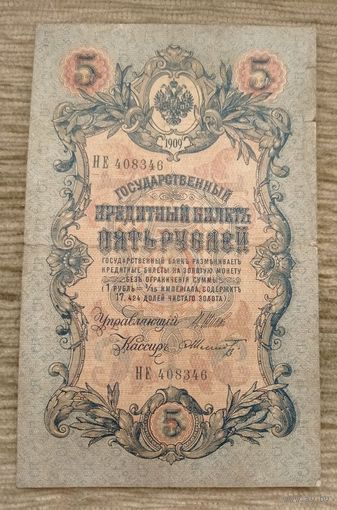 5 5
1909
НЕ 408346
ГОСУДАРСТВЕННЫЙ
КРЕДИТНЫЙ БИЛЕТЪ
ПЯТЬ РУБЛЕЙ
ГОСУДАРСТВЕННЫЙ БАНКЪ РАЗМѢНИВАЕТЪ
КРЕДИТНЫЕ БИЛЕТЫ НА ЗОЛОТУЮ МОНЕТУ
БЕЗЪ ОГРАНИЧЕНІЯ СУММЫ
(1 РУБЛЬ = 1/15 ИМПЕРІАЛА, СОДЕРЖИТЪ
17,424 ДОЛЕЙ ЧИСТАГО ЗОЛОТА).
Управляющій
Кассиръ
НЕ 408346
5